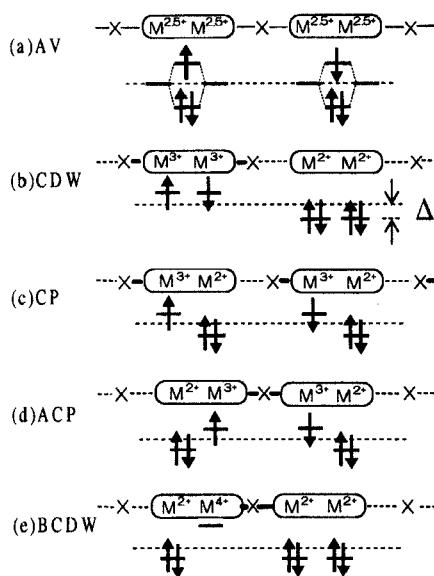 X M2.5+ M2.5+ X M2.5+ M2.5+ X
(a)AV
X M3+ M3+ X M2+ M2+ X
(b)CDW
Δ
X M3+ M2+ X M3+ M2+ X
(c)CP
X M2+ M3+ X M3+ M2+ X
(d)ACP
X M2+ M4+ X M2+ M2+ X
(e)BCDW